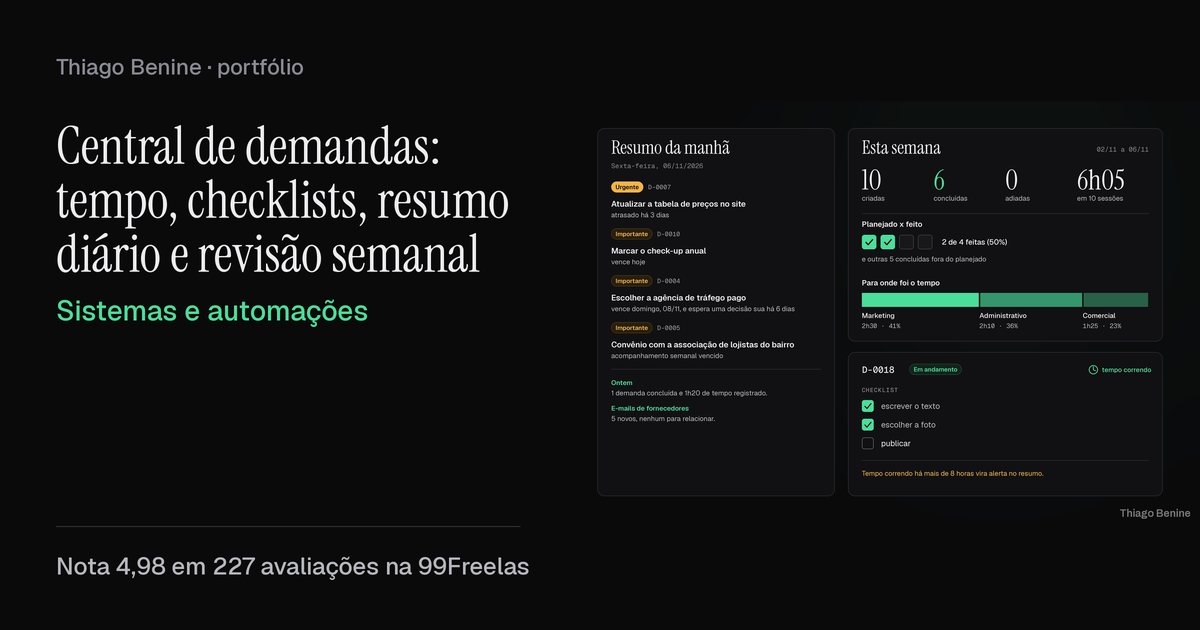 Thiago Benine · portfólio
Central de demandas:
tempo, checklists, resumo
diário e revisão semanal
Sistemas e automações
Nota 4,98 em 227 avaliações na 99Freelas
Resumo da manhã
Sexta-feira, 06/11/2026
Urgente D-0007
Atualizar a tabela de preços no site
atrasado há 3 dias
Importante D-0010
Marcar o check-up anual
vence hoje
Importante D-0004
Escolher a agência de tráfego pago
vence domingo, 08/11, e espera uma decisão sua há 6 dias
Importante D-0005
Convênio com a associação de lojistas do bairro
acompanhamento semanal vencido
Ontem
1 demanda concluída e 1h20 de tempo registrado.
E-mails de fornecedores
5 novos, nenhum para relacionar.
Esta semana 02/11 a 06/11
10 6 0 6h05
criadas concluídas adiadas em 10 sessões
Planejado x feito
2 de 4 feitas (50%)
e outras 5 concluídas fora do planejado
Para onde foi o tempo
Marketing Administrativo Comercial
2h30 · 41% 2h10 · 36% 1h25 · 23%
D-0018 Em andamento tempo correndo
CHECKLIST
escrever o texto
escolher a foto
publicar
Tempo correndo há mais de 8 horas vira alerta no resumo.
Thiago Benine